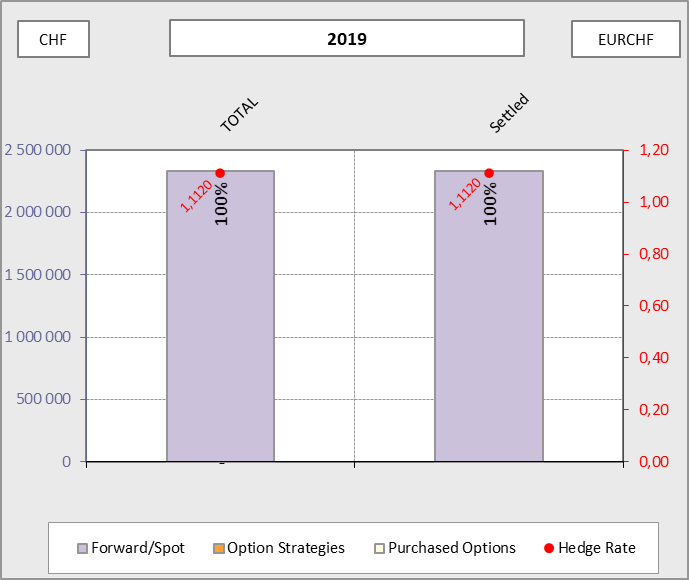 CHF
2019
EURCHF
TOTAL
Settled
2 500 000
2 000 000
1 500 000
1 000 000
500 000
0
1,1120
100%
1,1120
100%
-
1,20
1,00
0,80
0,60
0,40
0,20
0,00
Forward/Spot Option Strategies Purchased Options Hedge Rate